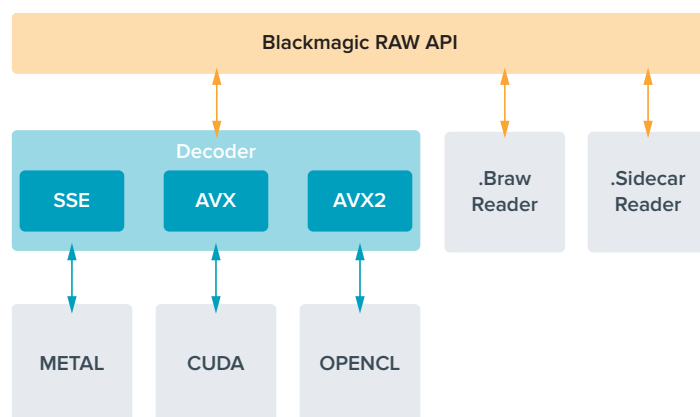 Blackmagic RAW API
Decoder
SSE
AVX
AVX2
.Braw
Reader
.Sidecar
Reader
METAL
CUDA
OPENCL